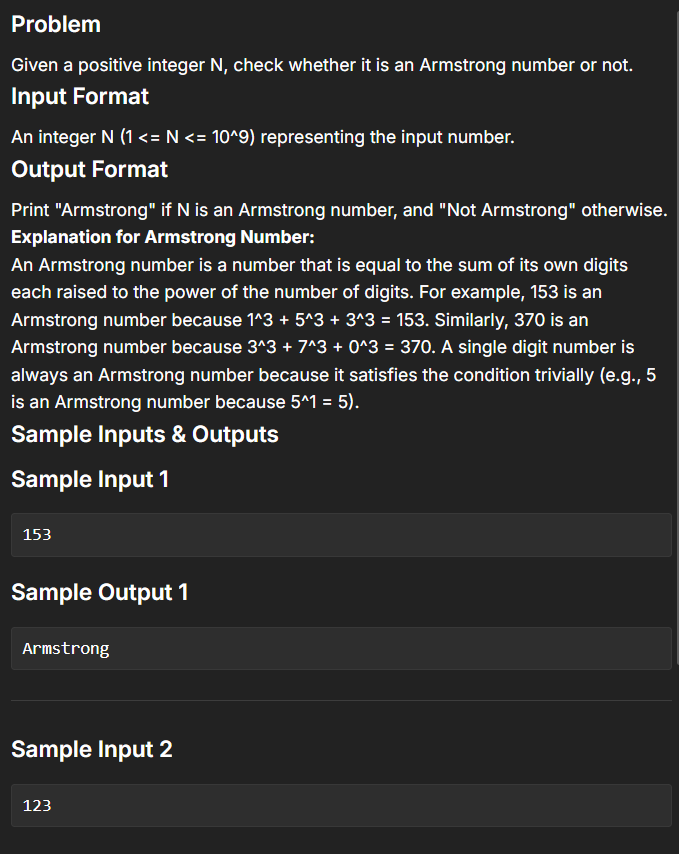 Problem
Given a positive integer N, check whether it is an Armstrong number or not.
Input Format
An integer N (1 <= N <= 10^9) representing the input number.
Output Format
Print "Armstrong" if N is an Armstrong number, and "Not Armstrong" otherwise.
Explanation for Armstrong Number:
An Armstrong number is a number that is equal to the sum of its own digits
each raised to the power of the number of digits. For example, 153 is an
Armstrong number because 1^3 + 5^3 + 3^3 = 153. Similarly, 370 is an
Armstrong number because 3^3 + 7^3 + 0^3 = 370. A single digit number is
always an Armstrong number because it satisfies the condition trivially (e.g., 5
is an Armstrong number because 5^1 = 5).
Sample Inputs & Outputs
Sample Input 1
153
Sample Output 1
Armstrong
Sample Input 2
123